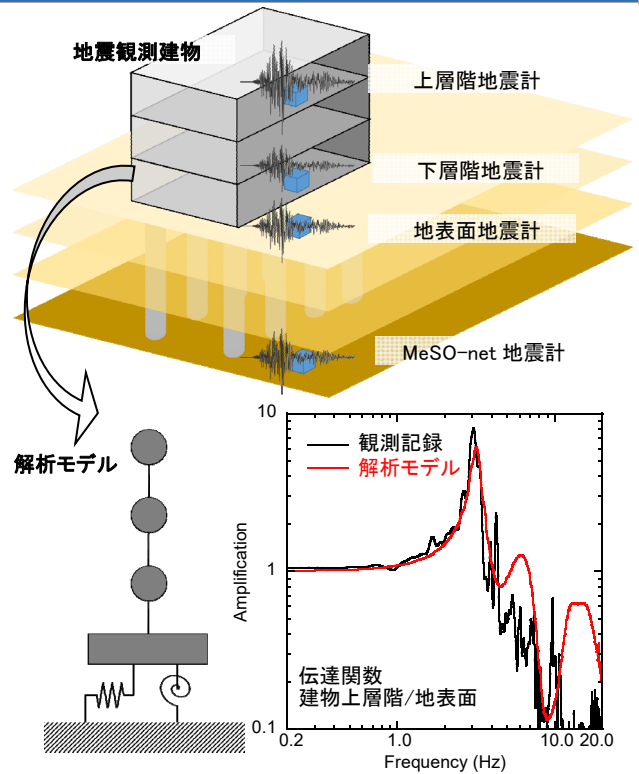 地震観測建物
上層階地震計
下層階地震計
地表面地震計
MeSO-net 地震計
解析モデル
10
1
0.1
Amplification
観測記録
解析モデル
伝達関数
建物上層階/地表面
0.2
1.0
10.0
20.0
Frequency (Hz)